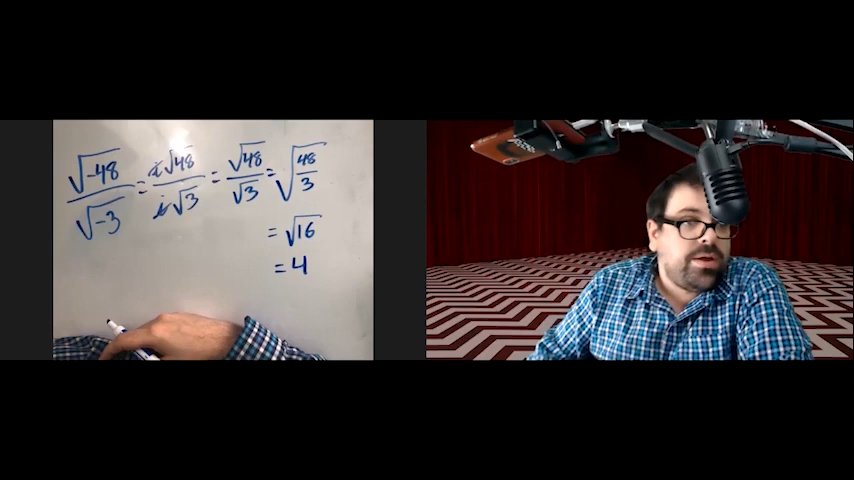 √-48 / √-3 = i√48 / i√3 = √48 / √3 = √48/3
= √16
= 4